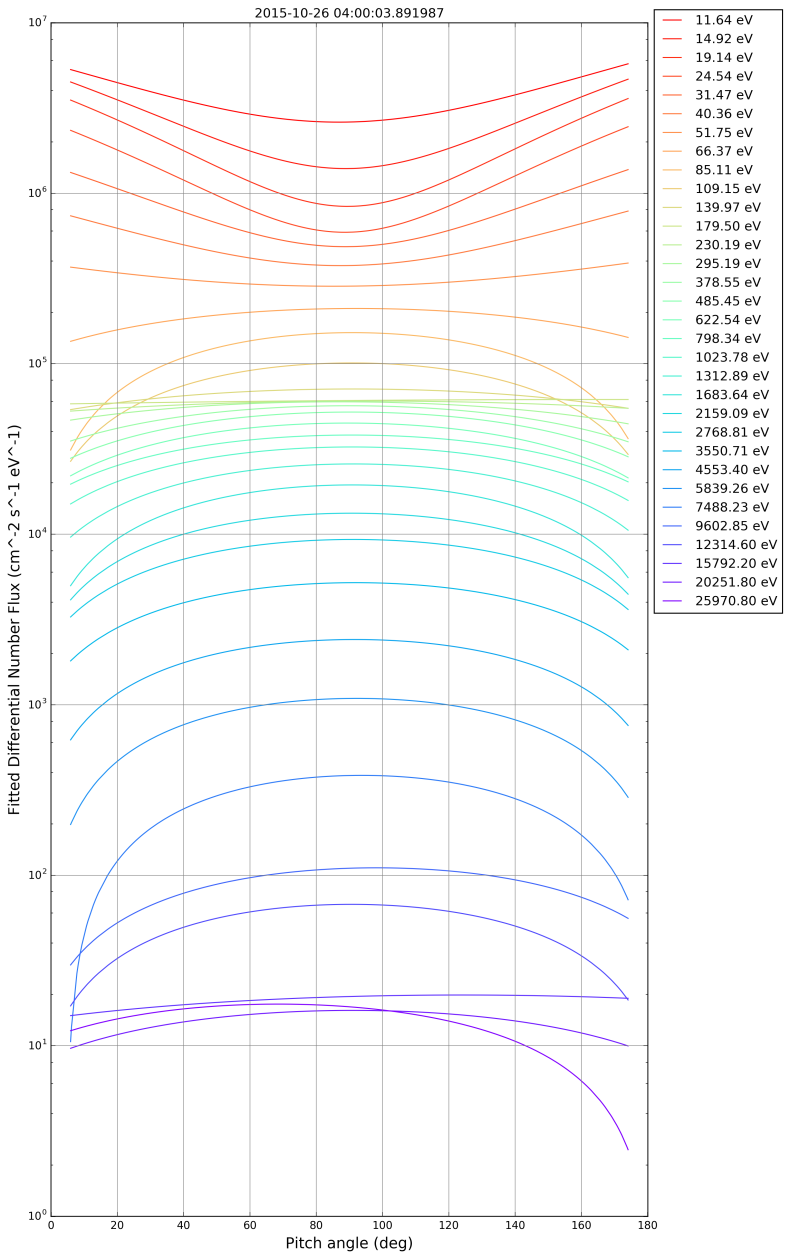 2015-10-26 04:00:03.891987
Fitted Differential Number Flux (cm^-2 s^-1 eV^-1)
10^7
10^6
10^5
10^4
10^3
10^2
10^1
10^0
0 20 40 60 80 100 120 140 160 180
Pitch angle (deg)
11.64 eV
14.92 eV
19.14 eV
24.54 eV
31.47 eV
40.36 eV
51.75 eV
66.37 eV
85.11 eV
109.15 eV
139.97 eV
179.50 eV
230.19 eV
295.19 eV
378.55 eV
485.45 eV
622.54 eV
798.34 eV
1023.78 eV
1312.89 eV
1683.64 eV
2159.09 eV
2768.81 eV
3550.71 eV
4553.40 eV
5839.26 eV
7488.23 eV
9602.85 eV
12314.60 eV
15792.20 eV
20251.80 eV
25970.80 eV